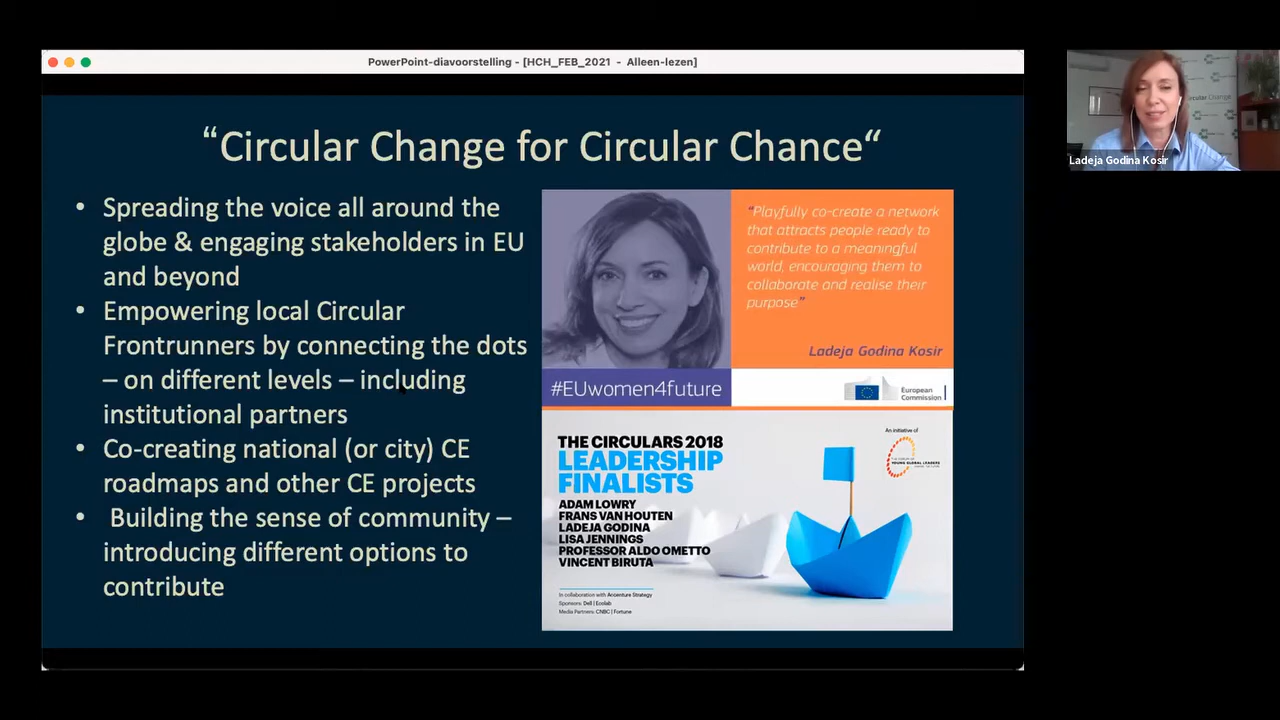 PowerPoint-diavoorstelling - [HCH_FEB_2021 - Alleen-lezen]
“Circular Change for Circular Chance“
• Spreading the voice all around the
globe & engaging stakeholders in EU
and beyond
• Empowering local Circular
Frontrunners by connecting the dots
– on different levels – including
institutional partners
• Co-creating national (or city) CE
roadmaps and other CE projects
• Building the sense of community –
introducing different options to
contribute
“Playfully co-create a network
that attracts people ready to
contribute to a meaningful
world, encouraging them to
collaborate and realise their
purpose”
Ladeja Godina Kosir
#EUwomen4future
European
Commission
THE CIRCULARS 2018
LEADERSHIP
FINALISTS
ADAM LOWRY
FRANS VAN HOUTEN
LADEJA GODINA
LISA JENNINGS
PROFESSOR ALDO OMETTO
VINCENT BIRUTA
In collaboration with Accenture Strategy
Sponsors: Dell | Ecolab
Media Partners: CNBC | Fortune
An initiative of
THE FORUM OF
YOUNG GLOBAL LEADERS
Ladeja Godina Kosir